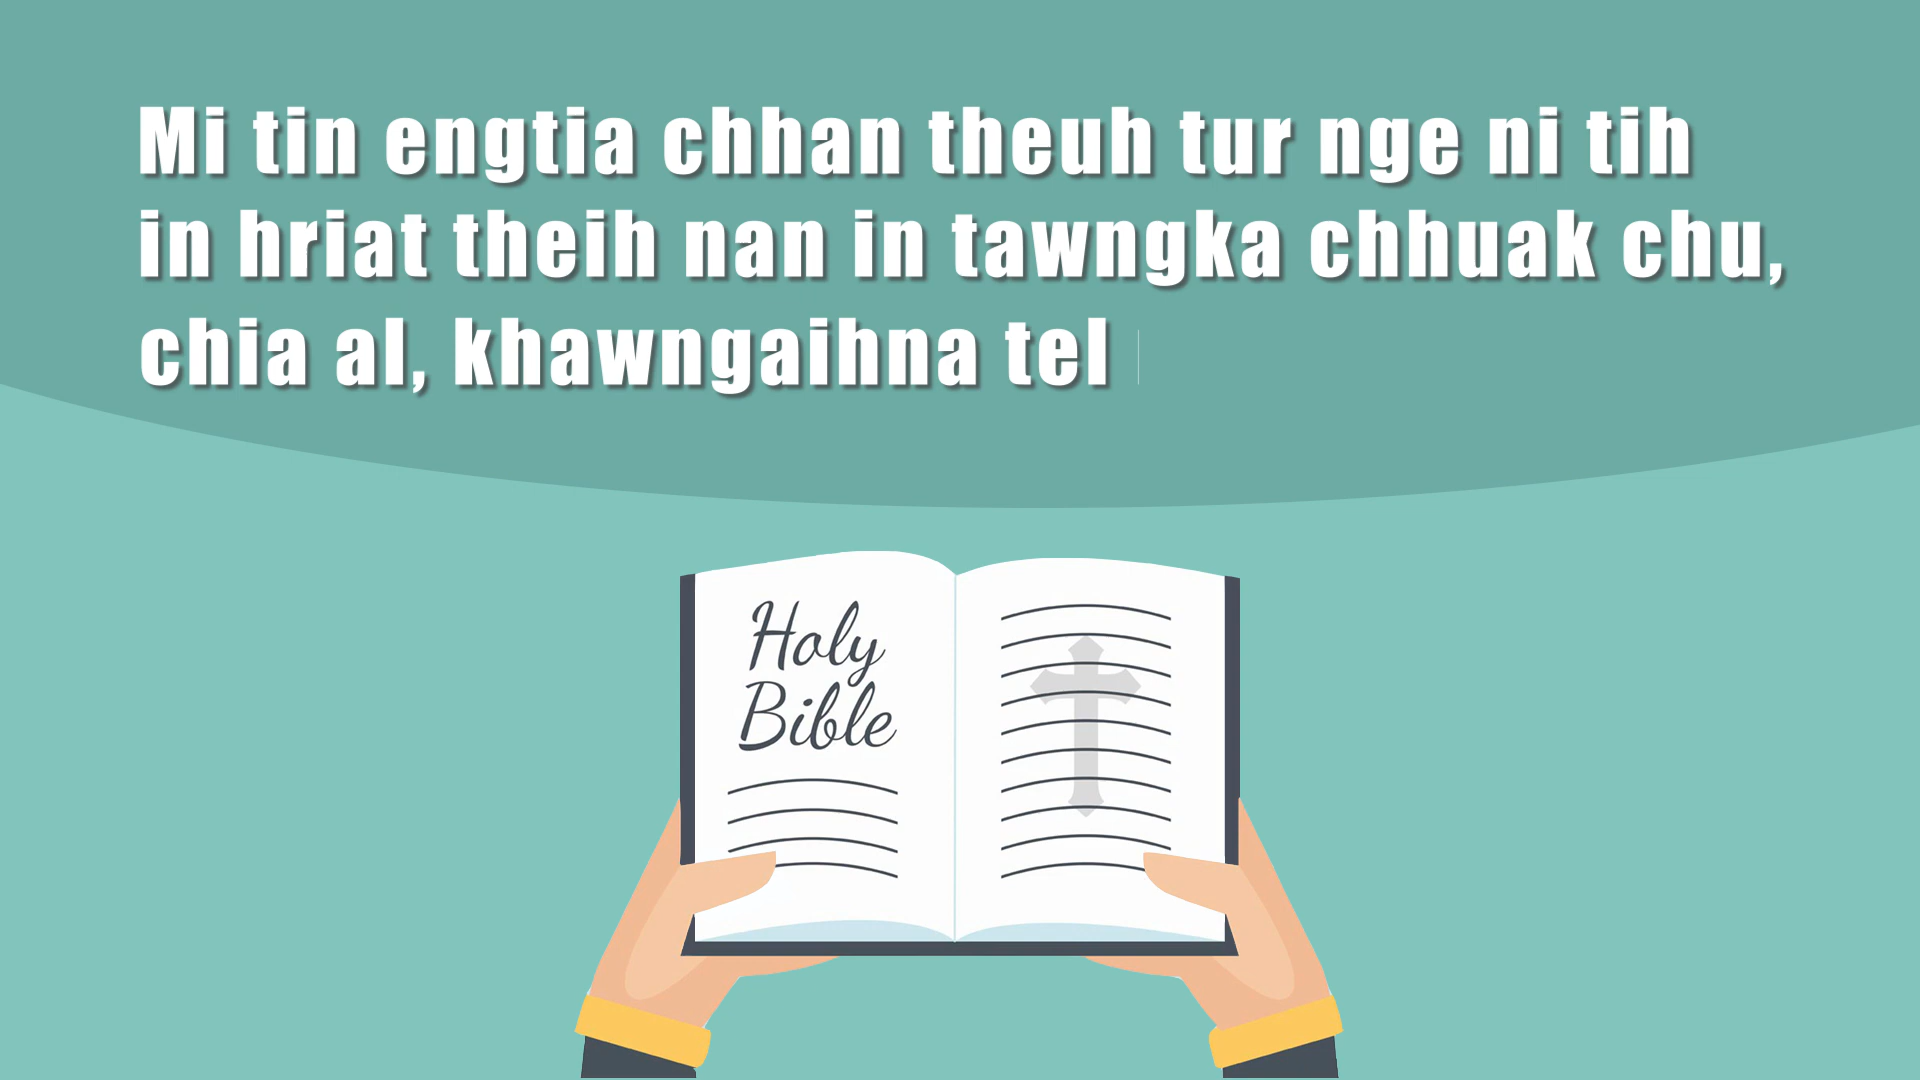 Mi tin engtia chhan theuh tur nge ni tih
in hriat theih nan in tawngka chhuak chu,
chia al, khawngaihna tel
Holy
Bible